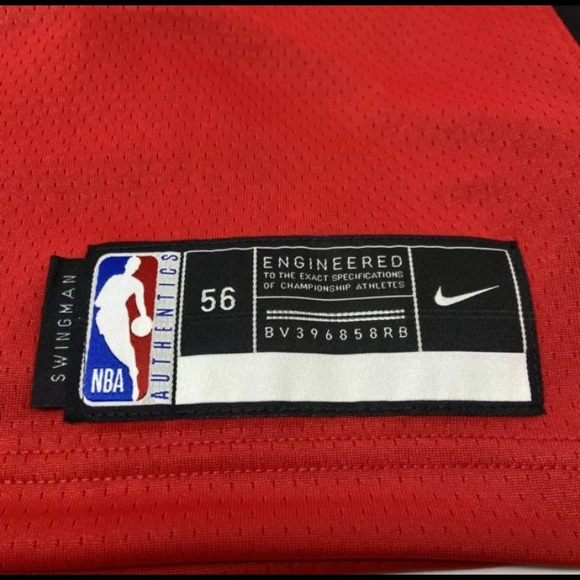 SWINGMAN
NBA
AUTHENTICS
56
ENGINEERED
TO THE EXACT SPECIFICATIONS
OF CHAMPIONSHIP ATHLETES
BV396858RB